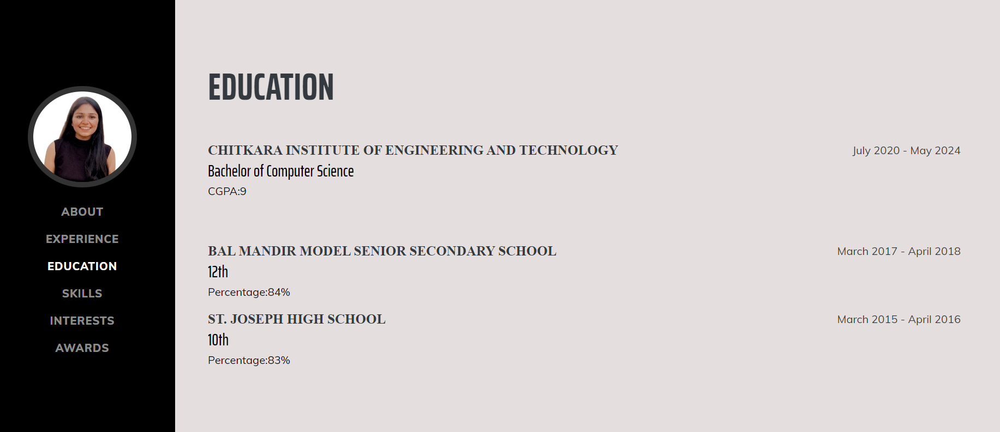 ABOUT
EXPERIENCE
EDUCATION
SKILLS
INTERESTS
AWARDS
EDUCATION
CHITKARA INSTITUTE OF ENGINEERING AND TECHNOLOGY
July 2020 - May 2024
Bachelor of Computer Science
CGPA:9
BAL MANDIR MODEL SENIOR SECONDARY SCHOOL
March 2017 - April 2018
12th
Percentage:84%
ST. JOSEPH HIGH SCHOOL
March 2015 - April 2016
10th
Percentage:83%